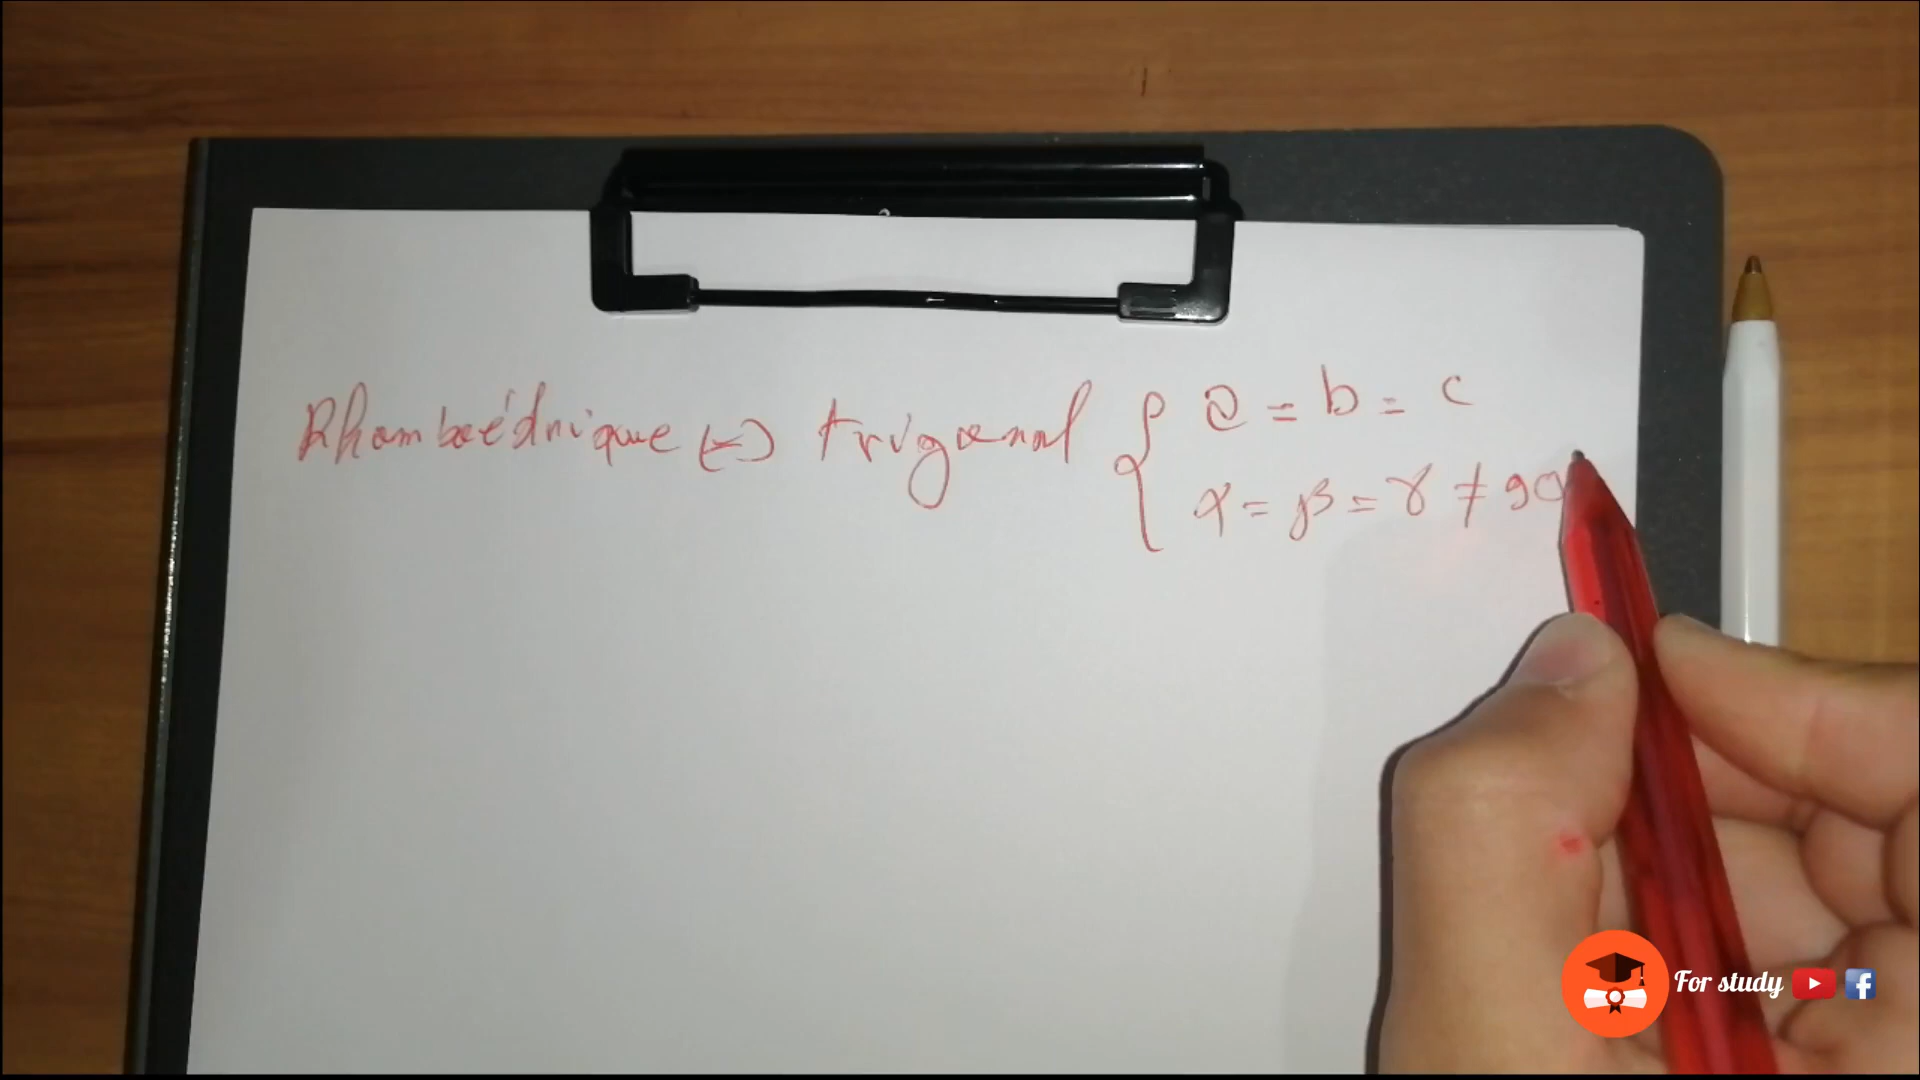 Rhomboédrique ↔ trigonal { a = b = c
α = β = γ ≠ 90
For study